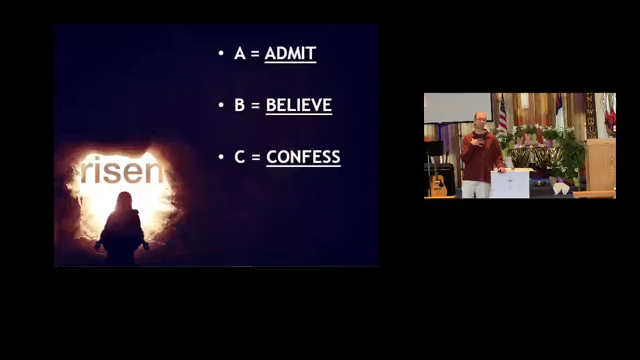 • A = ADMIT
• B = BELIEVE
• C = CONFESS
risen